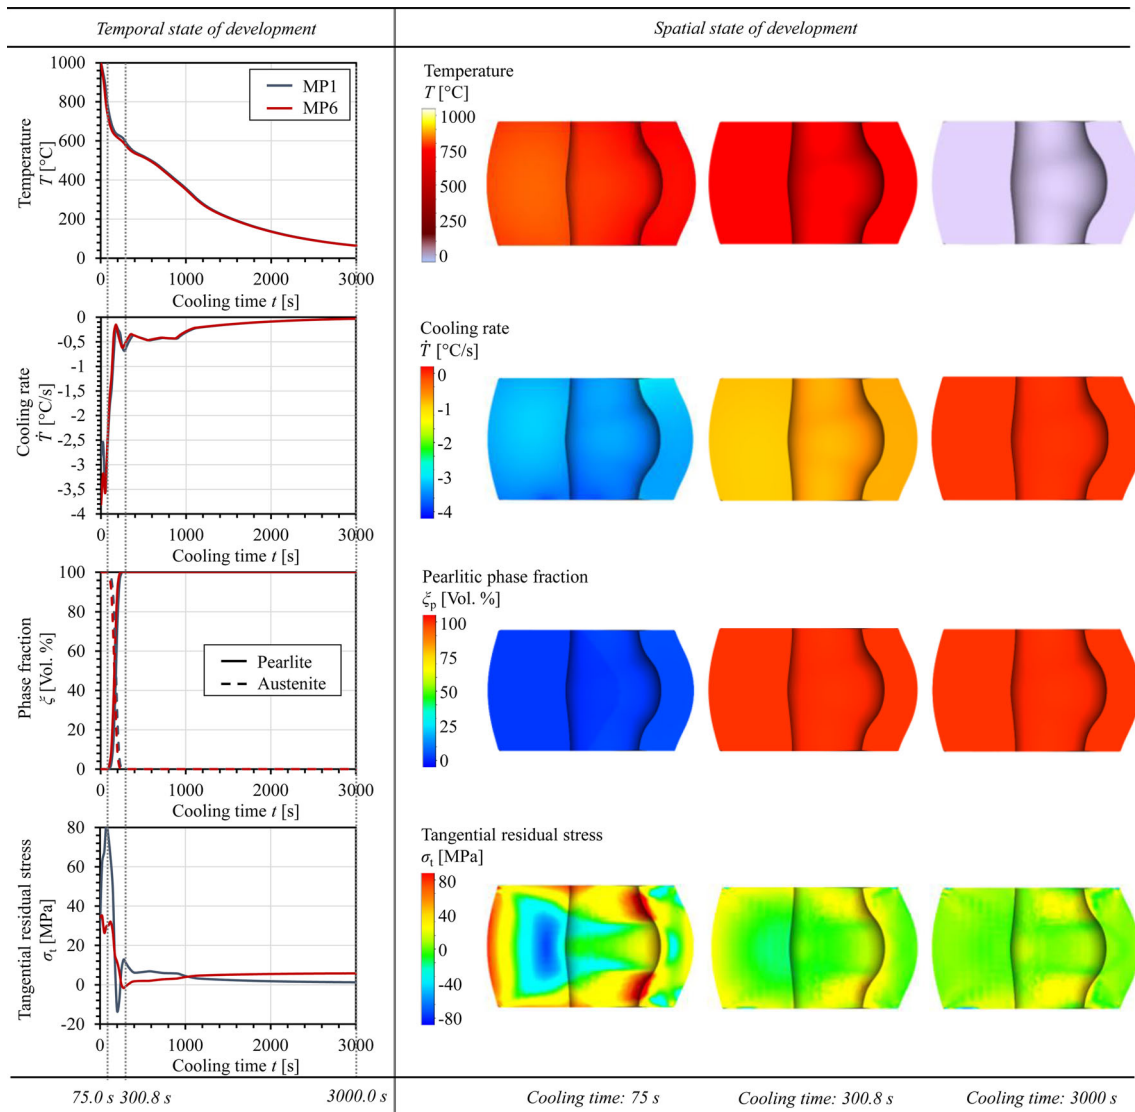 Temporal state of development
Spatial state of development
1000
800
600
400
200
0
Temperature
T [°C]
MP1
MP6
0
1000
2000
3000
Cooling time t [s]
Temperature
T [°C]
1000
750
500
250
0
0
-0,5
-1
-1,5
-2
-2,5
-3
-3,5
-4
Cooling rate
Ṫ [°C/s]
0
1000
2000
3000
Cooling time t [s]
Cooling rate
Ṫ [°C/s]
0
-1
-2
-3
-4
100
80
60
40
20
0
Phase fraction
ξ [Vol. %]
Pearlite
Austenite
0
1000
2000
3000
Cooling time t [s]
Pearlitic phase fraction
ξp [Vol. %]
100
75
50
25
0
80
60
40
20
0
-20
Tangential residual stress
σt [MPa]
0
1000
2000
3000
Cooling time t [s]
Tangential residual stress
σt [MPa]
80
40
0
-40
-80
75.0 s 300.8 s
3000.0 s
Cooling time: 75 s
Cooling time: 300.8 s
Cooling time: 3000 s